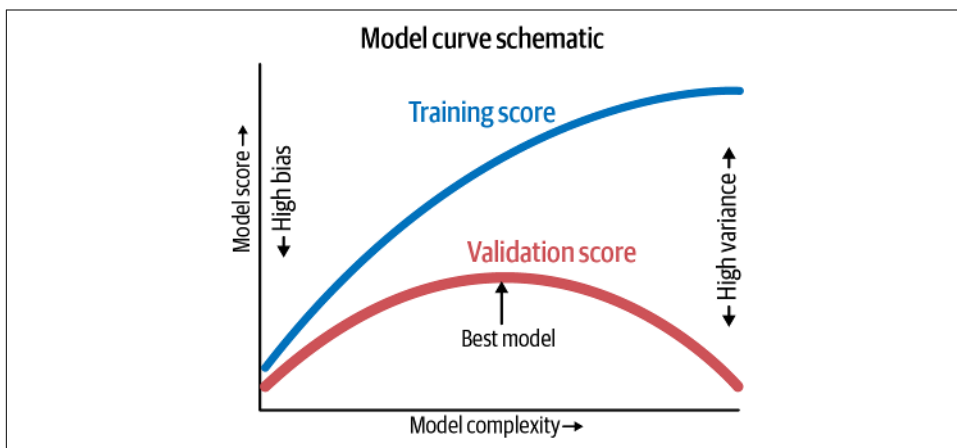 Model curve schematic
Training score
Model score →
← High bias
Validation score
← High variance →
Best model
Model complexity →